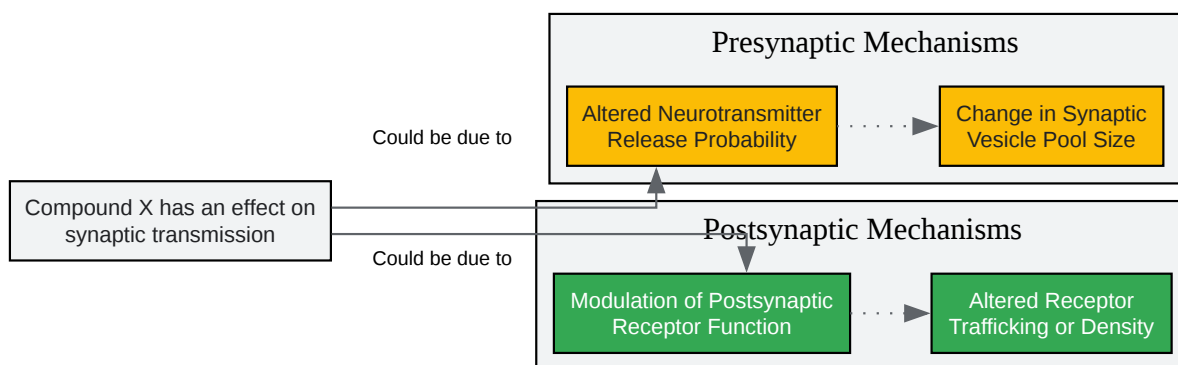 Presynaptic Mechanisms
Altered Neurotransmitter
Release Probability
Change in Synaptic
Vesicle Pool Size
Could be due to
Compound X has an effect on
synaptic transmission
Postsynaptic Mechanisms
Could be due to
Modulation of Postsynaptic
Receptor Function
Altered Receptor
Trafficking or Density